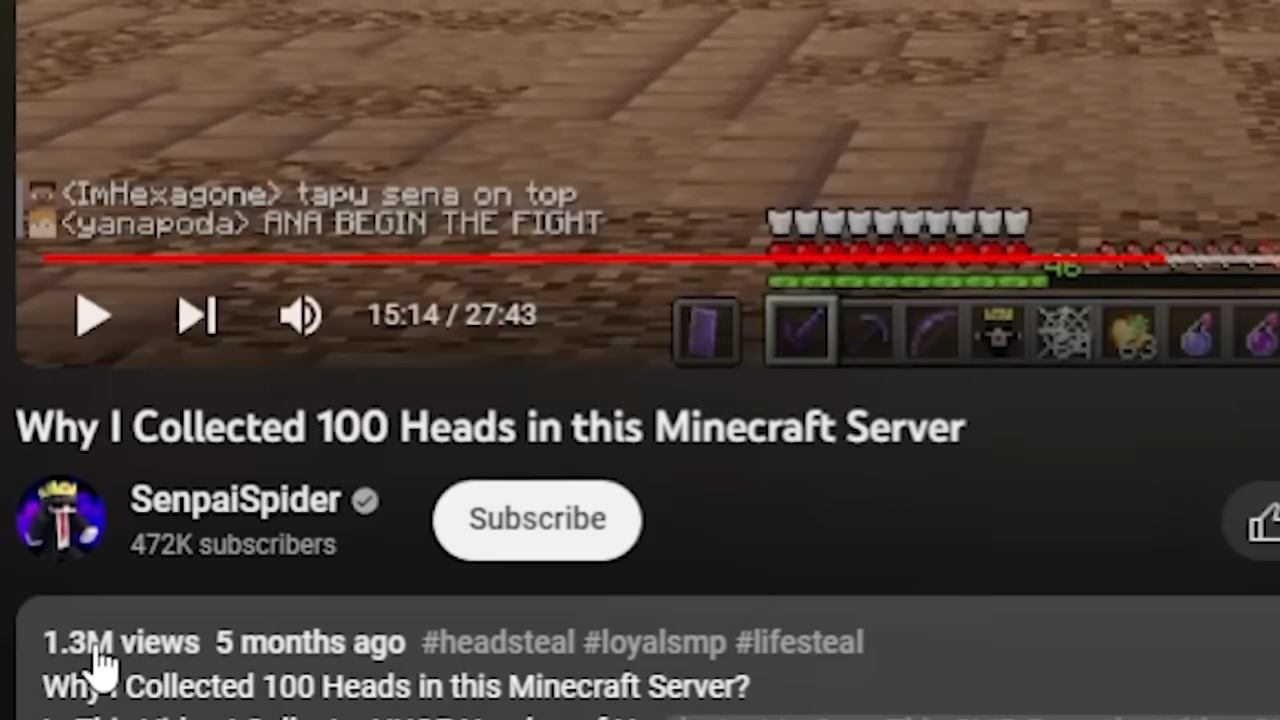 <ImHexagone> tapu sena on top
<yanapoda> ANA BEGIN THE FIGHT
46
15:14 / 27:43
63
Why I Collected 100 Heads in this Minecraft Server
SenpaiSpider
472K subscribers
Subscribe
1.3M views 5 months ago #headsteal #loyalsmp #lifesteal
Why I Collected 100 Heads in this Minecraft Server?